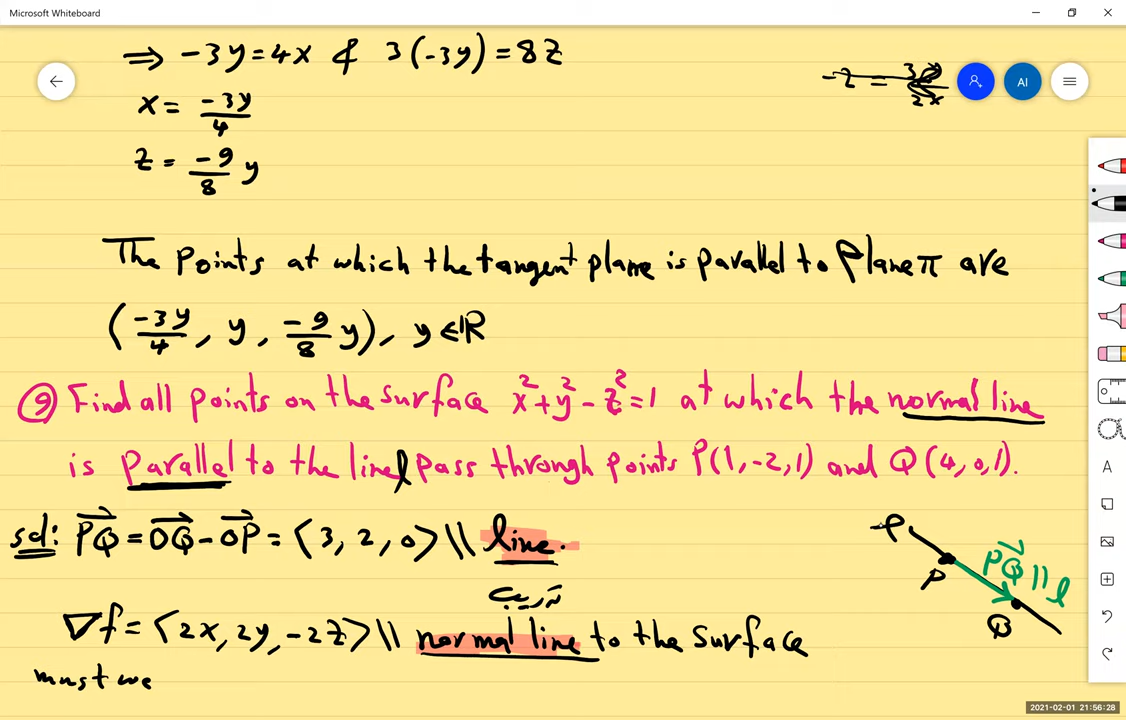 Microsoft Whiteboard
⟹ -3y = 4x & 3(-3y) = 8z
-2 = 3y/2x
x = -3y/4
AI
z = -9/8 y
The points at which the tangent plane is parallel to plane π are
(-3y/4, y, -9/8 y), y ∈ ℝ
⑨ Find all points on the surface x² + y² - z² = 1 at which the normal line
is parallel to the line l pass through points P(1, -2, 1) and Q(4, 0, 1).
sol: PQ⃗ = OQ⃗ - OP⃗ = ⟨3, 2, 0⟩ \\ line.
P
PQ⃗ || l
Q
∇f = ⟨2x, 2y, -2z⟩ \\ normal line to the surface
must we
A
2021-02-01 21:56:28